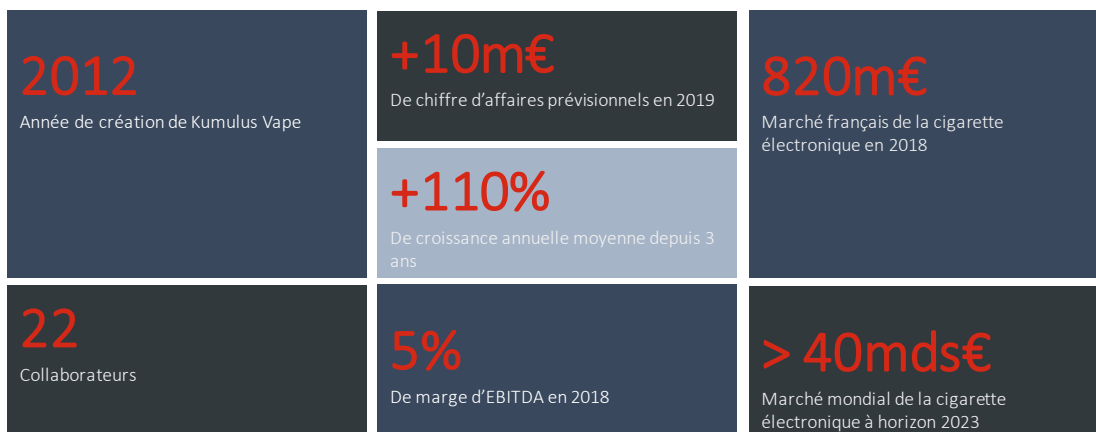 2012
Année de création de Kumulus Vape
22
Collaborateurs
+10m€
De chiffre d’affaires prévisionnels en 2019
+110%
De croissance annuelle moyenne depuis 3
ans
5%
De marge d’EBITDA en 2018
820m€
Marché français de la cigarette
électronique en 2018
> 40mds€
Marché mondial de la cigarette
électronique à horizon 2023